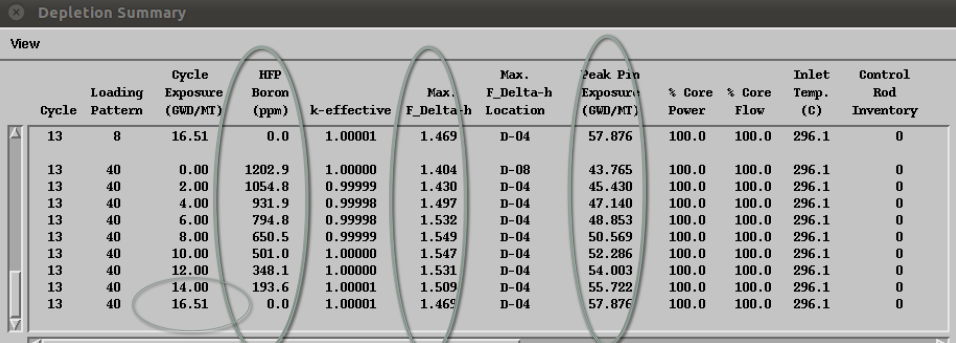 Depletion Summary
View
Cycle HFP Max. Peak Pin Inlet Control
Loading Exposure Boron Max. F_Delta-h Exposure % Core % Core Temp. Rod
Cycle Pattern (GWD/MT) (ppm) k-effective F_Delta-h Location (GWD/MT) Power Flow (C) Inventory
13 8 16.51 0.0 1.00001 1.469 D-04 57.876 100.0 100.0 296.1 0
13 40 0.00 1202.9 1.00000 1.404 D-08 43.765 100.0 100.0 296.1 0
13 40 2.00 1054.8 0.99999 1.430 D-04 45.430 100.0 100.0 296.1 0
13 40 4.00 931.9 0.99998 1.497 D-04 47.140 100.0 100.0 296.1 0
13 40 6.00 794.8 0.99998 1.532 D-04 48.853 100.0 100.0 296.1 0
13 40 8.00 650.5 0.99999 1.549 D-04 50.569 100.0 100.0 296.1 0
13 40 10.00 501.0 1.00000 1.547 D-04 52.286 100.0 100.0 296.1 0
13 40 12.00 348.1 1.00000 1.531 D-04 54.003 100.0 100.0 296.1 0
13 40 14.00 193.6 1.00001 1.509 D-04 55.722 100.0 100.0 296.1 0
13 40 16.51 0.0 1.00001 1.469 D-04 57.876 100.0 100.0 296.1 0